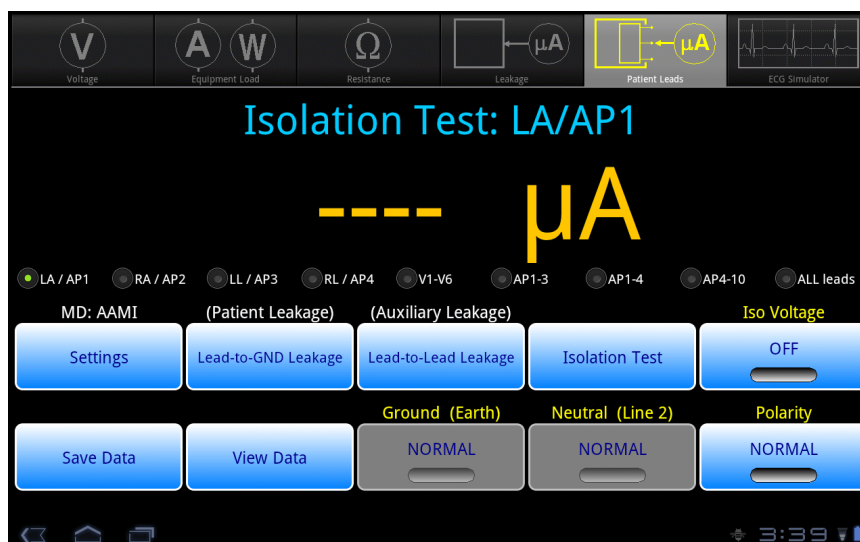 V A W Ω µA µA
Voltage Equipment Load Resistance Leakage Patient Leads ECG Simulator
Isolation Test: LA/AP1
---- µA
LA / AP1 RA / AP2 LL / AP3 RL / AP4 V1-V6 AP1-3 AP1-4 AP4-10 ALL leads
MD: AAMI (Patient Leakage) (Auxiliary Leakage) Iso Voltage
Settings Lead-to-GND Leakage Lead-to-Lead Leakage Isolation Test OFF
Ground (Earth) Neutral (Line 2) Polarity
Save Data View Data NORMAL NORMAL NORMAL
3:39